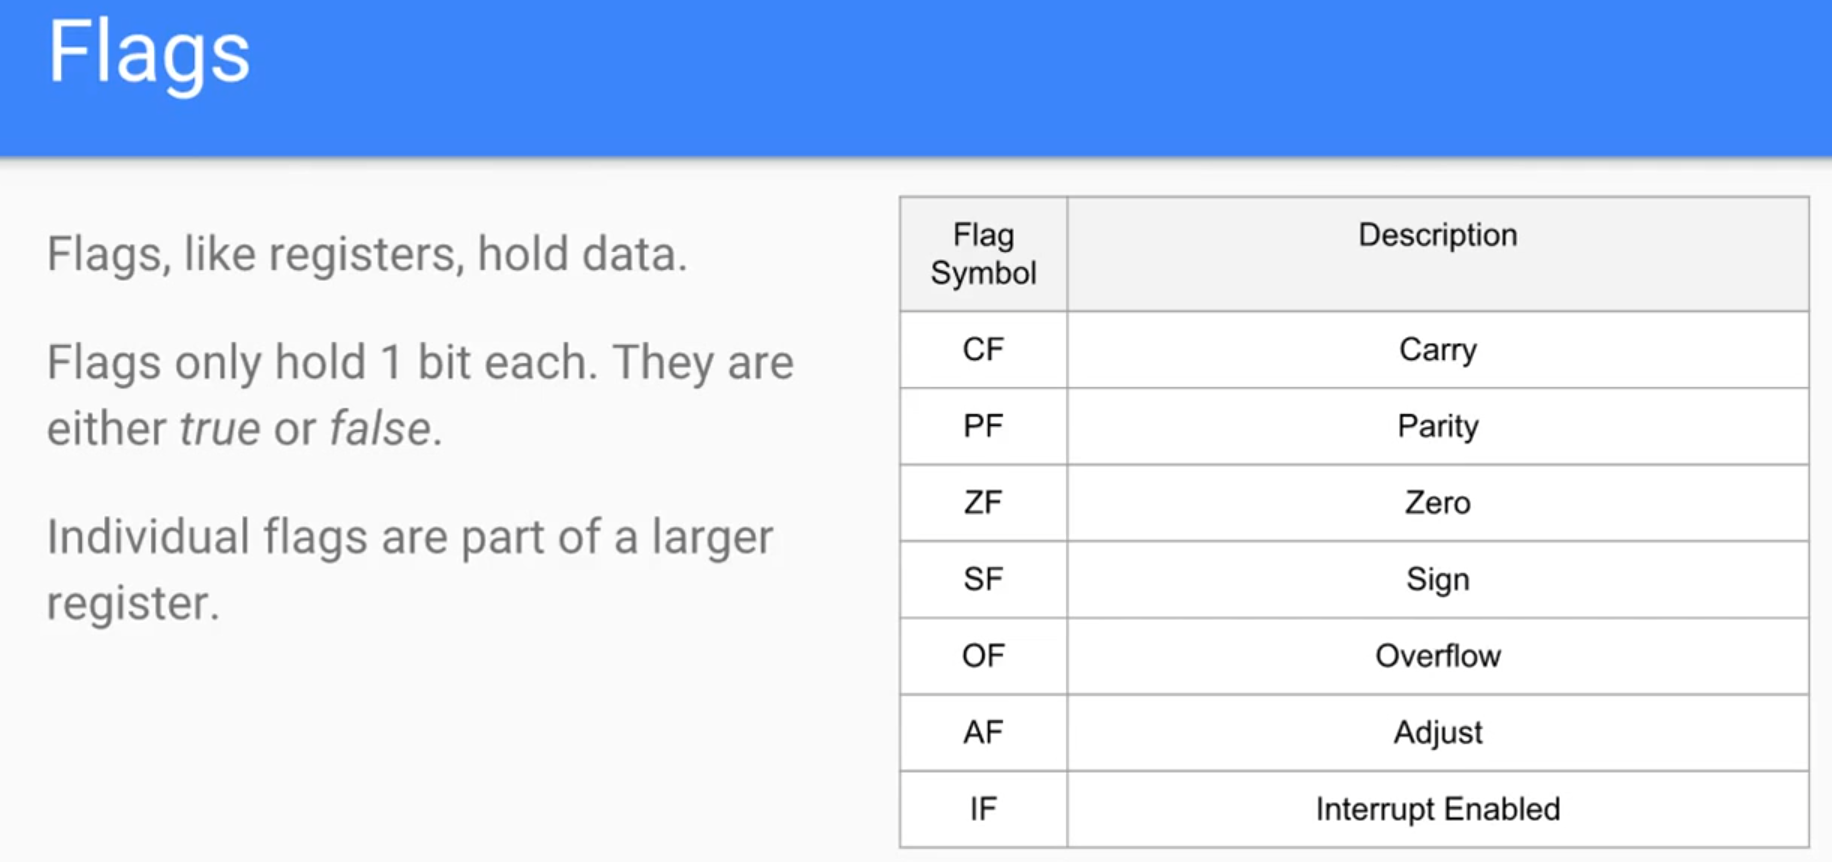 Flags
Flags, like registers, hold data.
Flags only hold 1 bit each. They are
either true or false.
Individual flags are part of a larger
register.
Flag
Symbol
Description
CF
Carry
PF
Parity
ZF
Zero
SF
Sign
OF
Overflow
AF
Adjust
IF
Interrupt Enabled